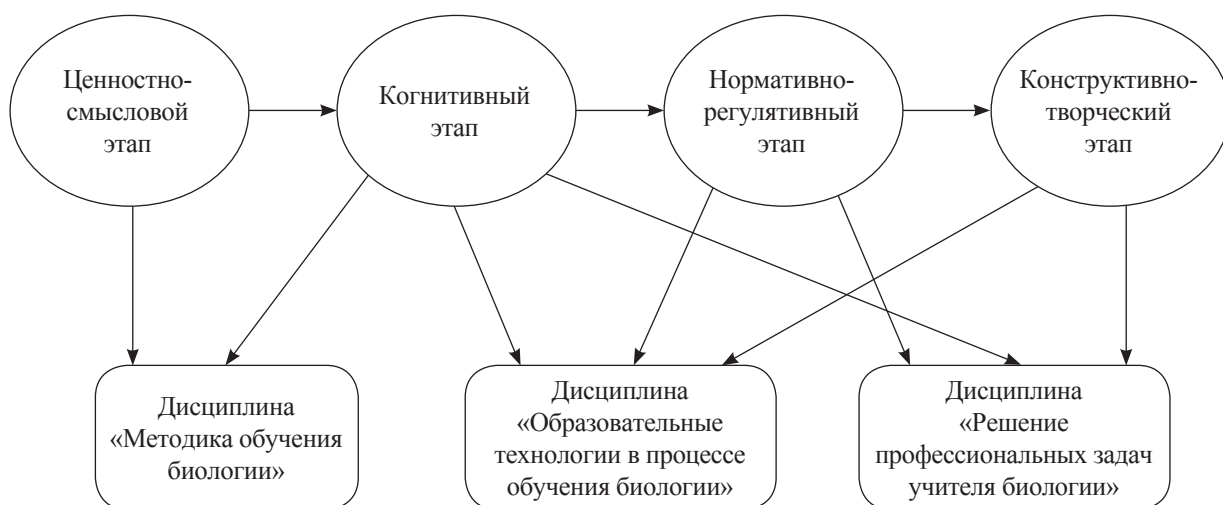 Ценностно-
смысловой
этап
Когнитивный
этап
Нормативно-
регулятивный
этап
Конструктивно-
творческий
этап
Дисциплина
«Методика обучения
биологии»
Дисциплина
«Образовательные
технологии в процессе
обучения биологии»
Дисциплина
«Решение
профессиональных задач
учителя биологии»